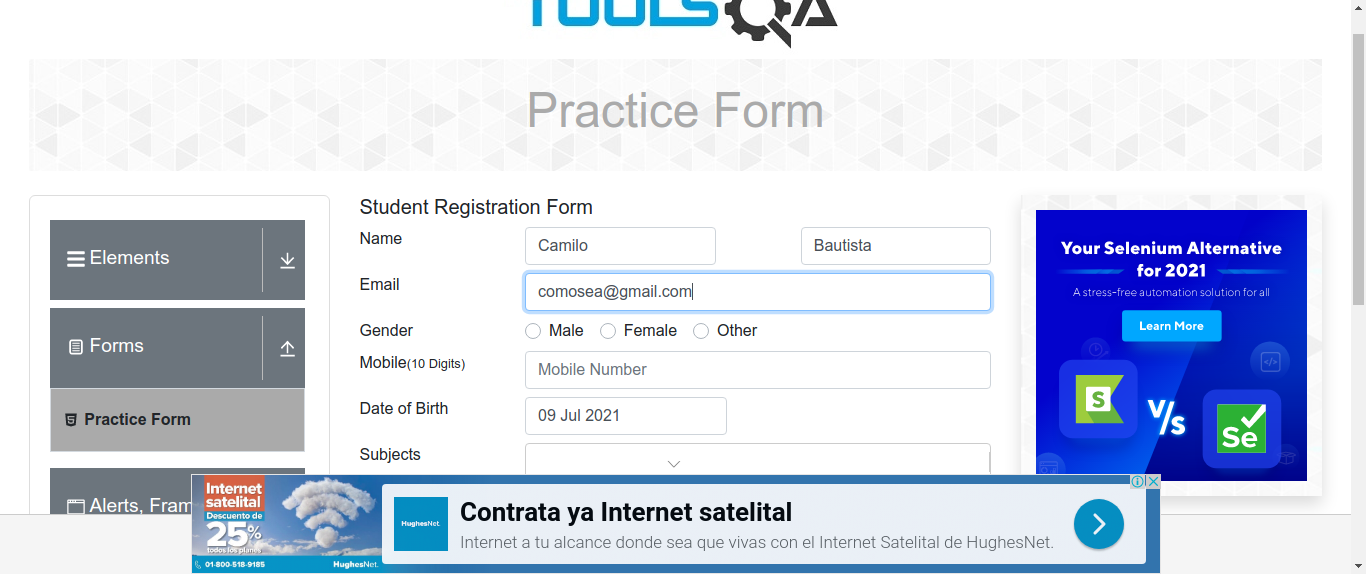 TOOLSQA
Practice Form
Elements
Forms
Practice Form
Alerts, Fram
Student Registration Form
Name
Camilo
Bautista
Email
comosea@gmail.com
Gender
Male
Female
Other
Mobile(10 Digits)
Mobile Number
Date of Birth
09 Jul 2021
Subjects
Your Selenium Alternative
for 2021
A stress-free automation solution for all
Learn More
S
V/s
Se
Internet
satelital
Descuento de
25%
todos los planes
01-800-518-9185
HughesNet.
HughesNet.
Contrata ya Internet satelital
Internet a tu alcance donde sea que vivas con el Internet Satelital de HughesNet.